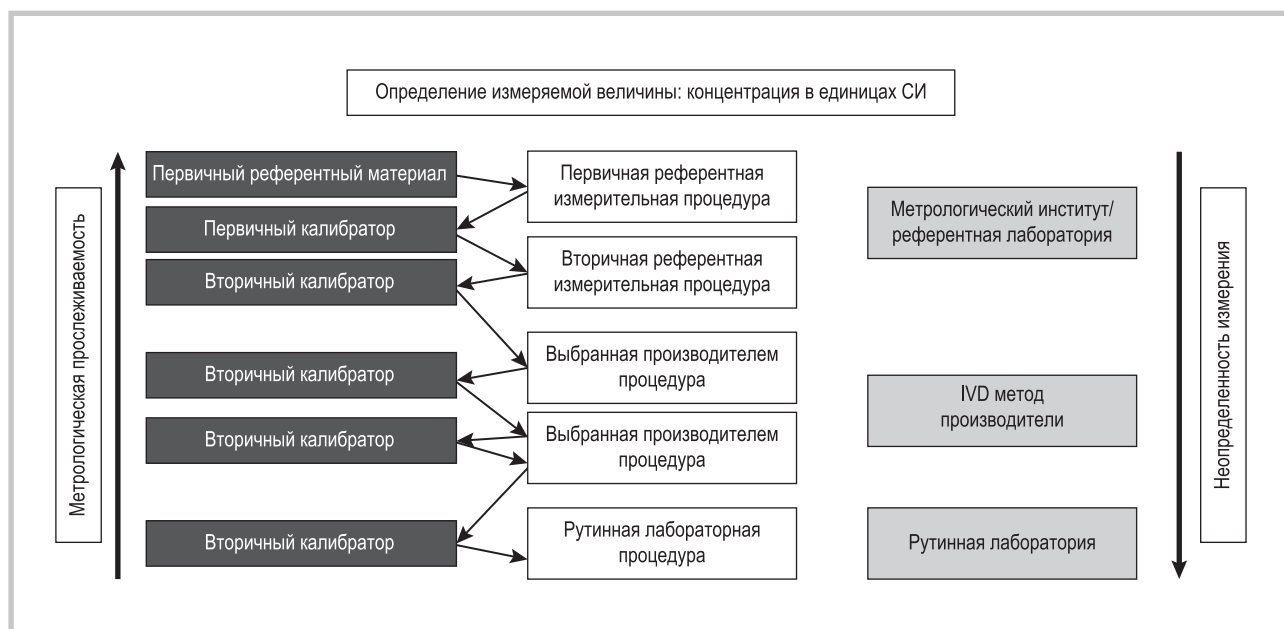 Определение измеряемой величины: концентрация в единицах СИ
Метрологическая прослеживаемость
Первичный референтный материал
Первичный калибратор
Вторичный калибратор
Вторичный калибратор
Вторичный калибратор
Вторичный калибратор
Первичная референтная
измерительная процедура
Вторичная референтная
измерительная процедура
Выбранная производителем
процедура
Выбранная производителем
процедура
Рутинная лабораторная
процедура
Метрологический институт/
референтная лаборатория
IVD метод
производители
Рутинная лаборатория
Неопределенность измерения